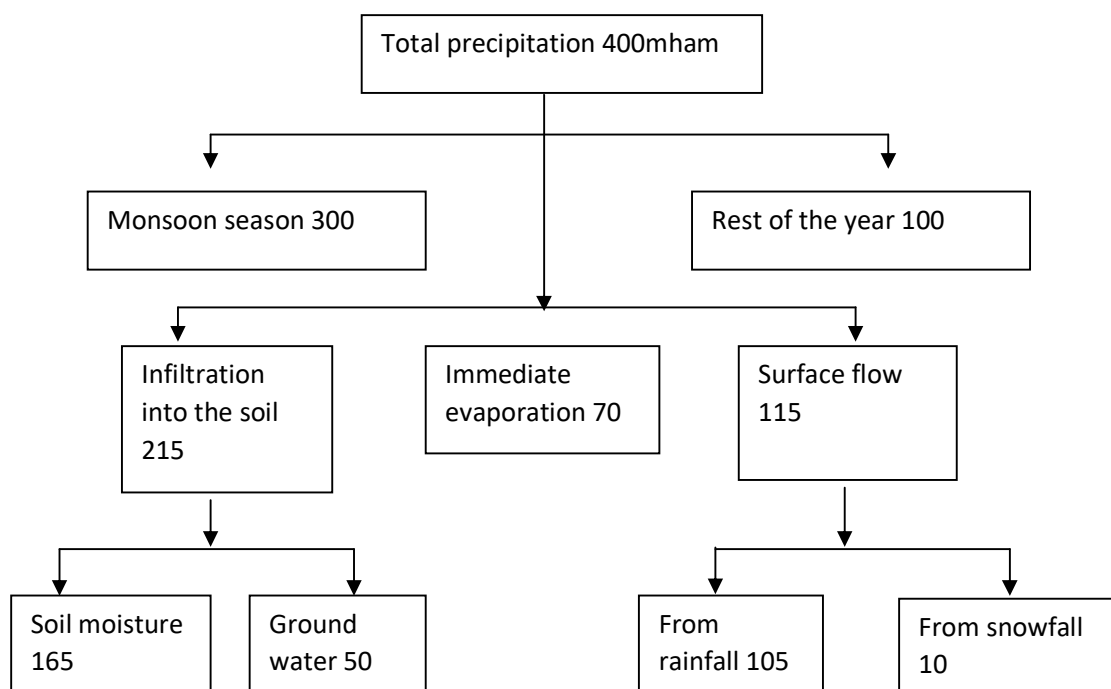 Total precipitation 400mham
Monsoon season 300
Rest of the year 100
Infiltration
into the soil
215
Immediate
evaporation 70
Surface flow
115
Soil moisture
165
Ground
water 50
From
rainfall 105
From snowfall
10